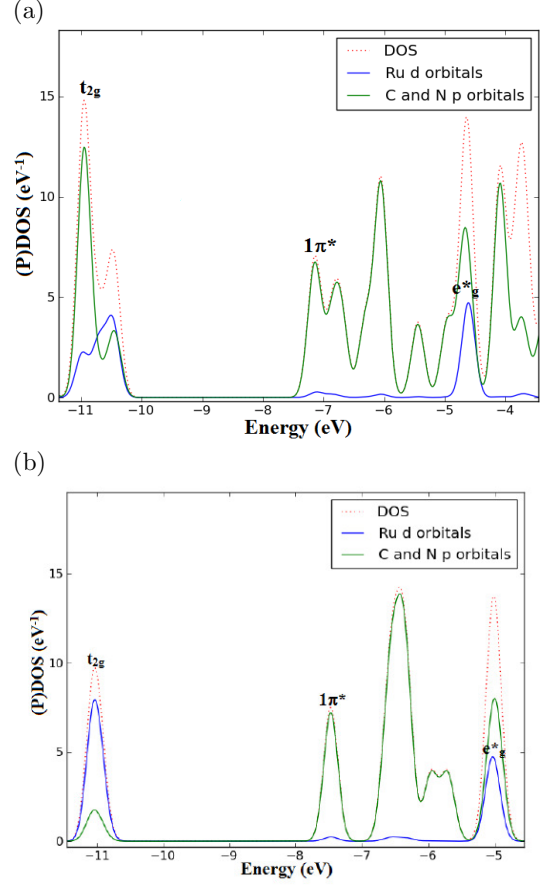 (a)
DOS
Ru d orbitals
C and N p orbitals
t2g
1π*
e*g
(P)DOS (eV-1)
15
10
5
0
−11 −10 −9 −8 −7 −6 −5 −4
Energy (eV)
(b)
DOS
Ru d orbitals
C and N p orbitals
t2g
1π*
e*g
(P)DOS (eV-1)
15
10
5
0
−11 −10 −9 −8 −7 −6 −5
Energy (eV)